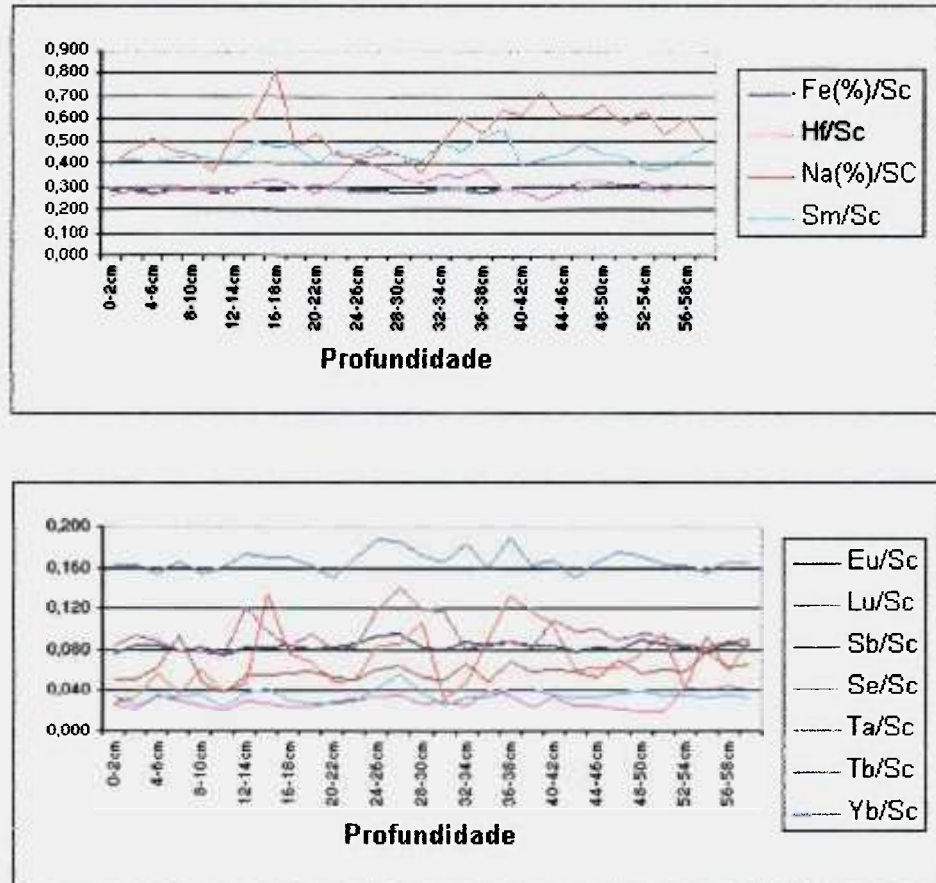 0,900
0,800
0,700
0,600
0,500
0,400
0,300
0,200
0,100
0,000
0-2cm
4-6cm
8-10cm
12-14cm
16-18cm
20-22cm
24-26cm
28-30cm
32-34cm
36-38cm
40-42cm
44-46cm
48-50cm
52-54cm
56-58cm
Profundidade
Fe(%)/Sc
Hf/Sc
Na(%)/SC
Sm/Sc
0,200
0,160
0,120
0,080
0,040
0,000
0-2cm
4-6cm
8-10cm
12-14cm
16-18cm
20-22cm
24-26cm
28-30cm
32-34cm
36-38cm
40-42cm
44-46cm
48-50cm
52-54cm
56-58cm
Profundidade
Eu/Sc
Lu/Sc
Sb/Sc
Se/Sc
Ta/Sc
Tb/Sc
Yb/Sc